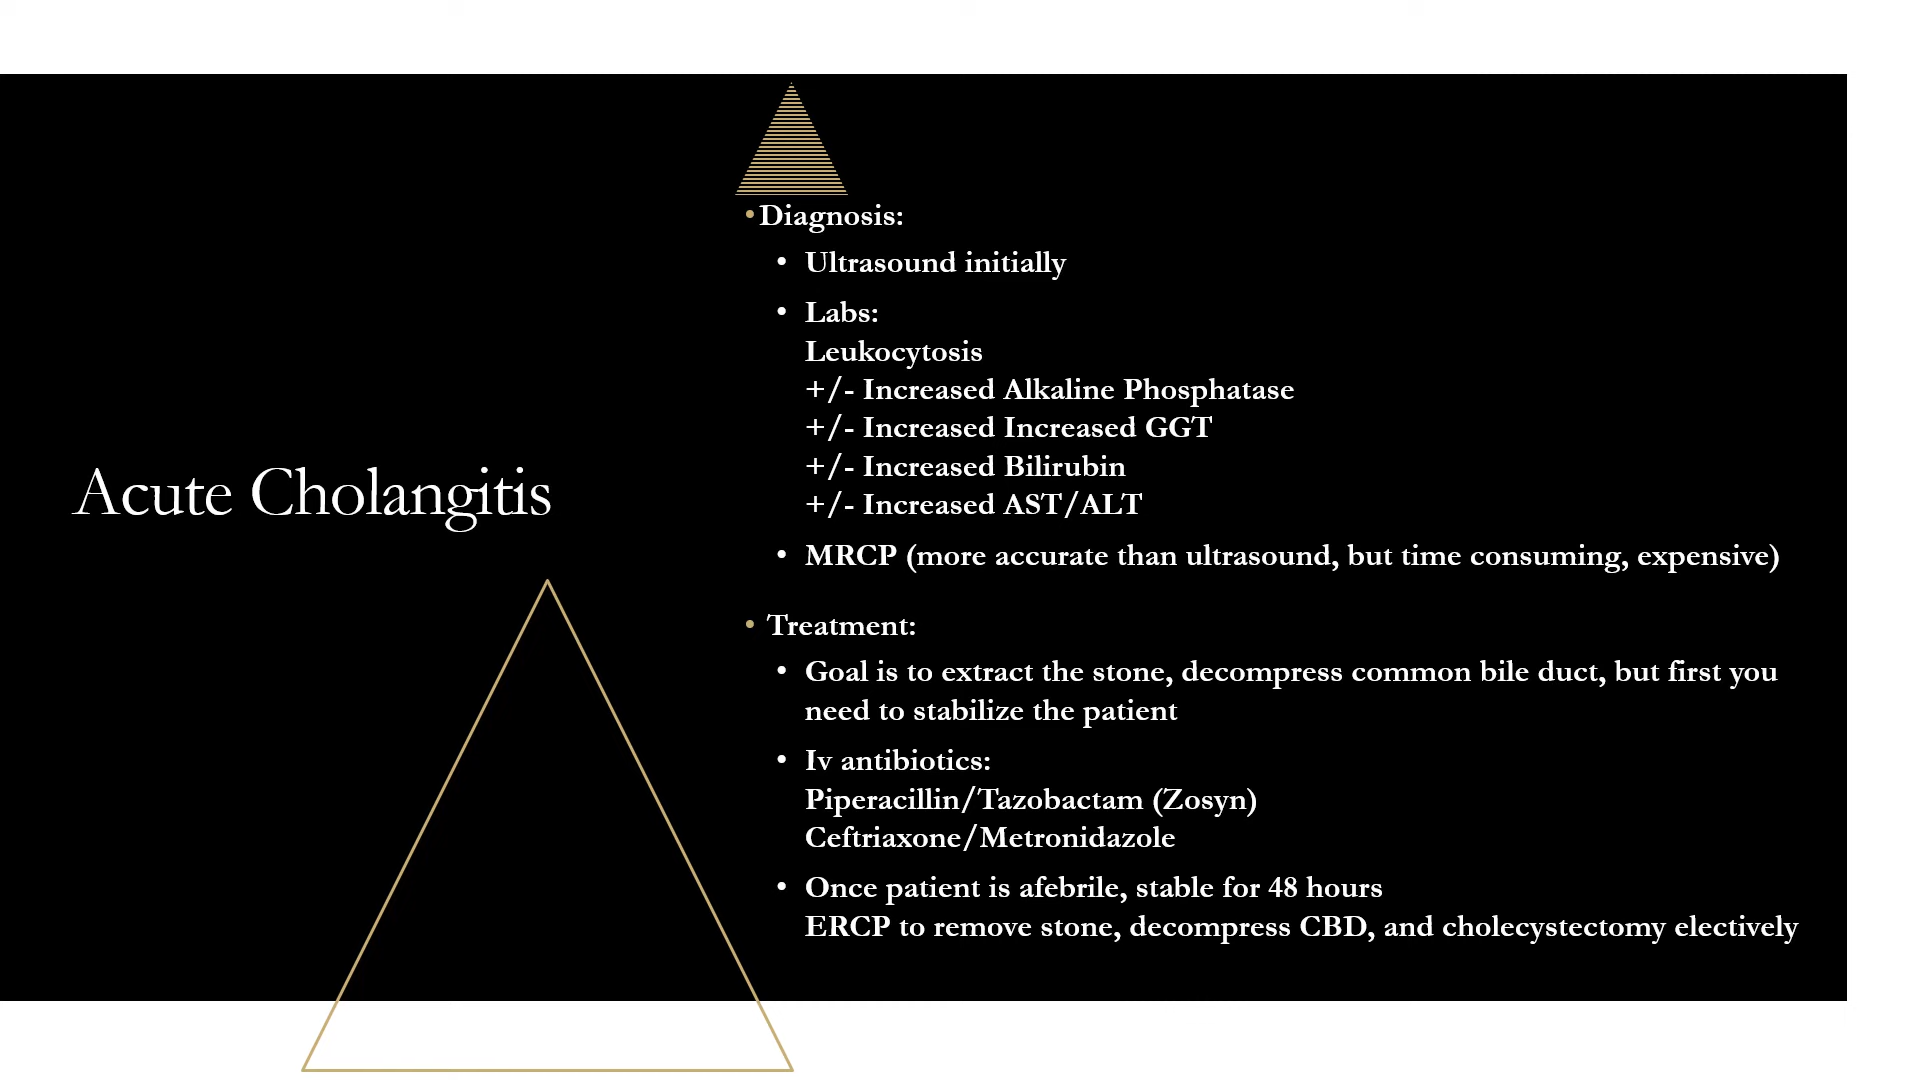 Acute Cholangitis
• Diagnosis:
• Ultrasound initially
• Labs:
Leukocytosis
+/- Increased Alkaline Phosphatase
+/- Increased Increased GGT
+/- Increased Bilirubin
+/- Increased AST/ALT
• MRCP (more accurate than ultrasound, but time consuming, expensive)
• Treatment:
• Goal is to extract the stone, decompress common bile duct, but first you
need to stabilize the patient
• Iv antibiotics:
Piperacillin/Tazobactam (Zosyn)
Ceftriaxone/Metronidazole
• Once patient is afebrile, stable for 48 hours
ERCP to remove stone, decompress CBD, and cholecystectomy electively